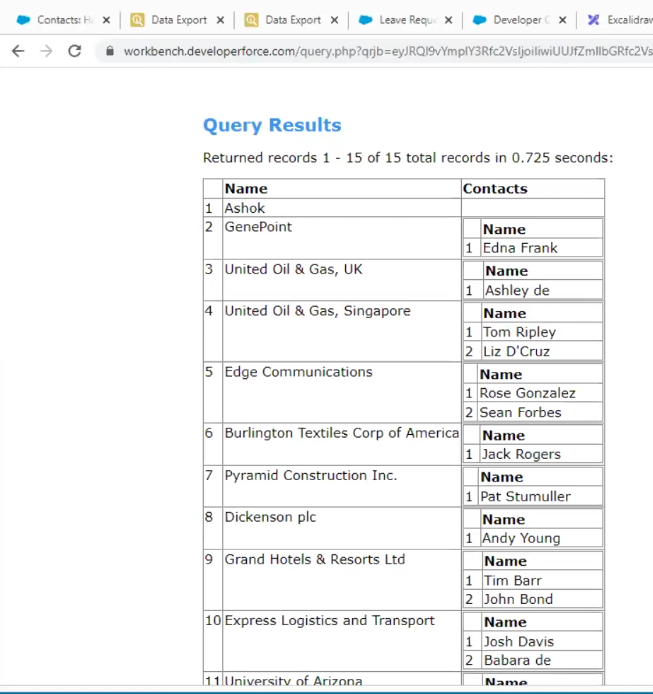 Contacts: H
Data Export
Data Export
Leave Requ
Developer C
Excalidraw
workbench.developerforce.com/query.php?qrjb=eyJRQl9vYmplY3Rfc2VsIjoiliwiUUJfZmllbGRfc2Vs
Query Results
Returned records 1 - 15 of 15 total records in 0.725 seconds:
Name Contacts
1 Ashok
2 GenePoint Name
1 Edna Frank
3 United Oil & Gas, UK Name
1 Ashley de
4 United Oil & Gas, Singapore Name
1 Tom Ripley
2 Liz D'Cruz
5 Edge Communications Name
1 Rose Gonzalez
2 Sean Forbes
6 Burlington Textiles Corp of America Name
1 Jack Rogers
7 Pyramid Construction Inc. Name
1 Pat Stumuller
8 Dickenson plc Name
1 Andy Young
9 Grand Hotels & Resorts Ltd Name
1 Tim Barr
2 John Bond
10 Express Logistics and Transport Name
1 Josh Davis
2 Babara de
11 University of Arizona Name